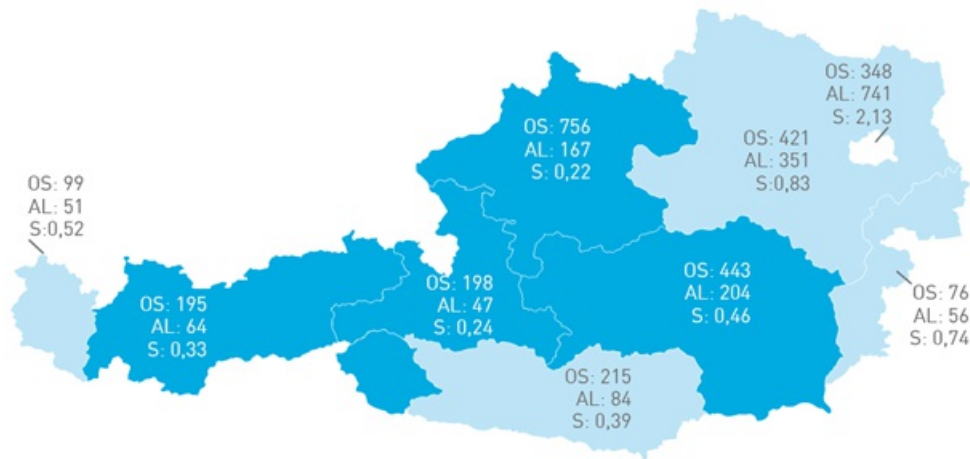 OS: 348
AL: 741
S: 2,13
OS: 756
AL: 167
S: 0,22
OS: 421
AL: 351
S:0,83
OS: 99
AL: 51
S:0,52
OS: 195
AL: 64
S: 0,33
OS: 198
AL: 47
S: 0,24
OS: 443
AL: 204
S: 0,46
OS: 76
AL: 56
S: 0,74
OS: 215
AL: 84
S: 0,39